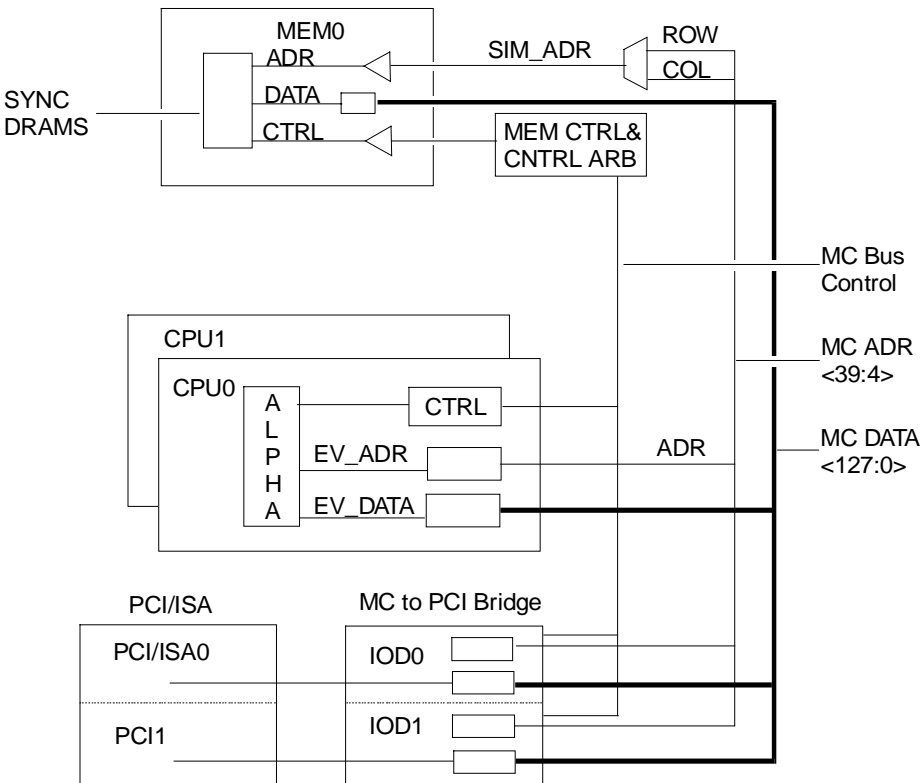 MEM0
ADR
SIM_ADR
ROW
COL
SYNC
DRAMS
DATA
CTRL
MEM CTRL&
CNTRL ARB
MC Bus
Control
CPU1
MC ADR
<39:4>
CPU0
A
L
P
H
A
CTRL
EV_ADR
ADR
MC DATA
<127:0>
EV_DATA
PCI/ISA
MC to PCI Bridge
PCI/ISA0
IOD0
PCI1
IOD1